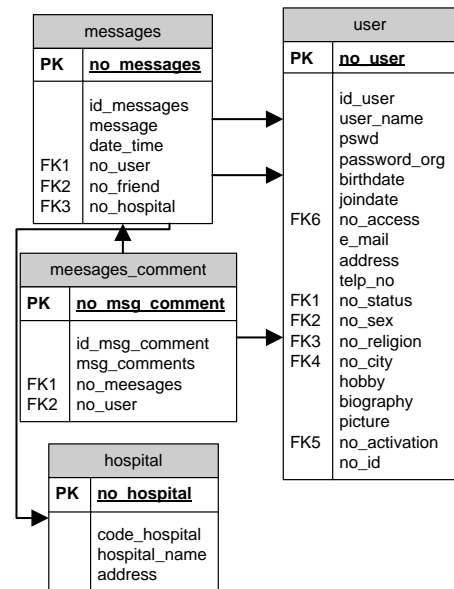 messages
PK no_messages
id_messages
message
date_time
FK1 no_user
FK2 no_friend
FK3 no_hospital
user
PK no_user
id_user
user_name
pswd
password_org
birthdate
joindate
FK6 no_access
e_mail
address
telp_no
FK1 no_status
FK2 no_sex
FK3 no_religion
FK4 no_city
hobby
biography
picture
FK5 no_activation
no_id
meesages_comment
PK no_msg_comment
id_msg_comment
msg_comments
FK1 no_meesages
FK2 no_user
hospital
PK no_hospital
code_hospital
hospital_name
address